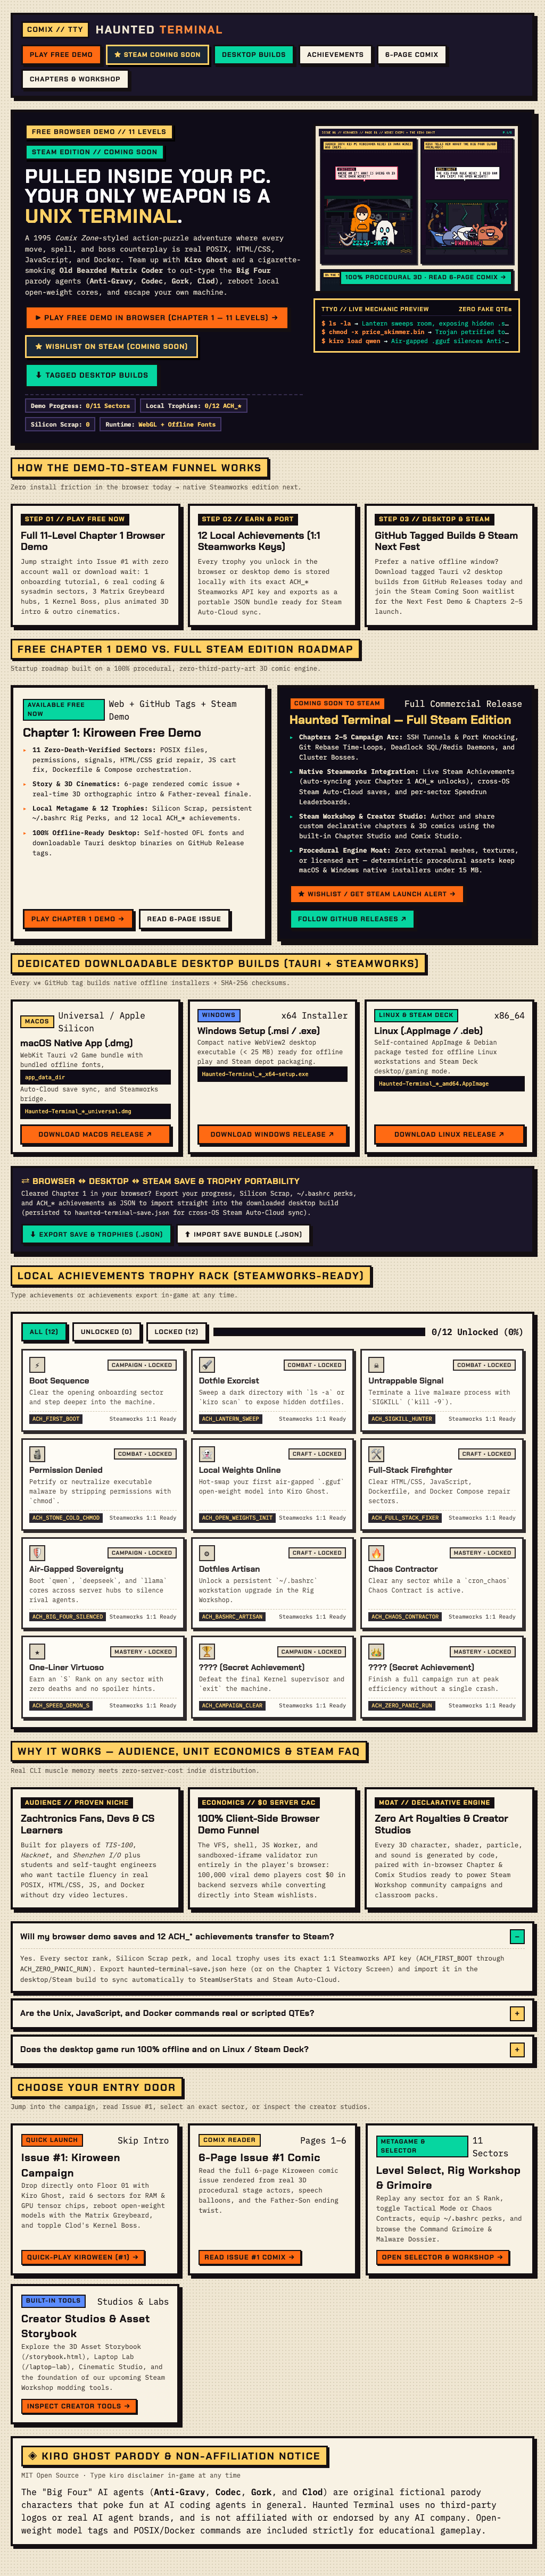 COMIX // TTY HAUNTED TERMINAL
PLAY FREE DEMO ★ STEAM COMING SOON DESKTOP BUILDS ACHIEVEMENTS 6-PAGE COMIX
CHAPTERS & WORKSHOP
FREE BROWSER DEMO // 11 LEVELS
STEAM EDITION // COMING SOON
PULLED INSIDE YOUR PC.
YOUR ONLY WEAPON IS A
UNIX TERMINAL.
A 1995 Comix Zone-styled action-puzzle adventure where every
move, spell, and boss counterplay is real POSIX, HTML/CSS,
JavaScript, and Docker. Team up with Kiro Ghost and a cigarette-
smoking Old Bearded Matrix Coder to out-type the Big Four
parody agents (Anti-Gravy, Codec, Gork, Clod), reboot local
open-weight cores, and escape your own machine.
▶ PLAY FREE DEMO IN BROWSER (CHAPTER 1 — 11 LEVELS) →
★ WISHLIST ON STEAM (COMING SOON)
⬇ TAGGED DESKTOP BUILDS
Demo Progress: 0/11 Sectors Local Trophies: 0/12 ACH_*
Silicon Scrap: 0 Runtime: WebGL + Offline Fonts
100% PROCEDURAL 3D · READ 6-PAGE COMIX →
TTY0 // LIVE MECHANIC PREVIEW ZERO FAKE QTEs
$ ls -la → Lantern sweeps room, exposing hidden .s…
$ chmod -x price_skimmer.bin → Trojan petrified to…
$ kiro load qwen → Air-gapped .gguf silences Anti-…
HOW THE DEMO-TO-STEAM FUNNEL WORKS
Zero install friction in the browser today → native Steamworks edition next.
STEP 01 // PLAY FREE NOW
Full 11-Level Chapter 1 Browser
Demo
Jump straight into Issue #1 with zero
account wall or download wait: 1
onboarding tutorial, 6 real coding &
sysadmin sectors, 3 Matrix Greybeard
hubs, 1 Kernel Boss, plus animated 3D
intro & outro cinematics.
STEP 02 // EARN & PORT
12 Local Achievements (1:1
Steamworks Keys)
Every trophy you unlock in the
browser or desktop demo is stored
locally with its exact ACH_*
Steamworks API key and exports as a
portable JSON bundle ready for Steam
Auto-Cloud sync.
STEP 03 // DESKTOP & STEAM
GitHub Tagged Builds & Steam
Next Fest
Prefer a native offline window?
Download tagged Tauri v2 desktop
builds from GitHub Releases today and
join the Steam Coming Soon waitlist
for the Next Fest Demo & Chapters 2–5
launch.
FREE CHAPTER 1 DEMO VS. FULL STEAM EDITION ROADMAP
Startup roadmap built on a 100% procedural, zero-third-party-art 3D comic engine.
AVAILABLE FREE
NOW
Web + GitHub Tags + Steam
Demo
Chapter 1: Kiroween Free Demo
▸ 11 Zero-Death-Verified Sectors: POSIX files,
permissions, signals, HTML/CSS grid repair, JS cart
fix, Dockerfile & Compose orchestration.
▸ Story & 3D Cinematics: 6-page rendered comic issue +
real-time 3D orthographic intro & Father-reveal finale.
▸ Local Metagame & 12 Trophies: Silicon Scrap, persistent
~/.bashrc Rig Perks, and 12 local ACH_* achievements.
▸ 100% Offline-Ready Desktop: Self-hosted OFL fonts and
downloadable Tauri desktop binaries on GitHub Release
tags.
PLAY CHAPTER 1 DEMO → READ 6-PAGE ISSUE
COMING SOON TO STEAM Full Commercial Release
Haunted Terminal — Full Steam Edition
▸ Chapters 2–5 Campaign Arc: SSH Tunnels & Port Knocking,
Git Rebase Time-Loops, Deadlock SQL/Redis Daemons, and
Cluster Bosses.
▸ Native Steamworks Integration: Live Steam Achievements
(auto-syncing your Chapter 1 ACH_* unlocks), cross-OS
Steam Auto-Cloud saves, and per-sector Speedrun
Leaderboards.
▸ Steam Workshop & Creator Studio: Author and share
custom declarative chapters & 3D comics using the
built-in Chapter Studio and Comix Studio.
▸ Procedural Engine Moat: Zero external meshes, textures,
or licensed art — deterministic procedural assets keep
macOS & Windows native installers under 15 MB.
★ WISHLIST / GET STEAM LAUNCH ALERT →
FOLLOW GITHUB RELEASES ↗
DEDICATED DOWNLOADABLE DESKTOP BUILDS (TAURI + STEAMWORKS)
Every v* GitHub tag builds native offline installers + SHA-256 checksums.
MACOS Universal / Apple
Silicon
macOS Native App (.dmg)
WebKit Tauri v2 Game bundle with
bundled offline fonts,
app_data_dir
Auto-Cloud save sync, and Steamworks
bridge.
Haunted-Terminal_*_universal.dmg
DOWNLOAD MACOS RELEASE ↗
WINDOWS x64 Installer
Windows Setup (.msi / .exe)
Compact native WebView2 desktop
executable (< 25 MB) ready for offline
play and Steam depot packaging.
Haunted-Terminal_*_x64-setup.exe
DOWNLOAD WINDOWS RELEASE ↗
LINUX & STEAM DECK x86_64
Linux (.AppImage / .deb)
Self-contained AppImage & Debian
package tested for offline Linux
workstations and Steam Deck
desktop/gaming mode.
Haunted-Terminal_*_amd64.AppImage
DOWNLOAD LINUX RELEASE ↗
⇄ BROWSER ↔ DESKTOP ↔ STEAM SAVE & TROPHY PORTABILITY
Cleared Chapter 1 in your browser? Export your progress, Silicon Scrap, ~/.bashrc perks,
and ACH_* achievements as JSON to import straight into the downloaded desktop build
(persisted to haunted-terminal-save.json for cross-OS Steam Auto-Cloud sync).
⬇ EXPORT SAVE & TROPHIES (.JSON) ⬆ IMPORT SAVE BUNDLE (.JSON)
LOCAL ACHIEVEMENTS TROPHY RACK (STEAMWORKS-READY)
Type achievements or achievements export in-game at any time.
ALL (12) UNLOCKED (0) LOCKED (12) 0/12 Unlocked (0%)
CAMPAIGN · LOCKED
Boot Sequence
Clear the opening onboarding sector
and step deeper into the machine.
ACH_FIRST_BOOT Steamworks 1:1 Ready
COMBAT · LOCKED
Dotfile Exorcist
Sweep a dark directory with `ls -a` or
`kiro scan` to expose hidden dotfiles.
ACH_LANTERN_SWEEP Steamworks 1:1 Ready
COMBAT · LOCKED
Untrappable Signal
Terminate a live malware process with
`SIGKILL` (`kill -9`).
ACH_SIGKILL_HUNTER Steamworks 1:1 Ready
COMBAT · LOCKED
Permission Denied
Petrify or neutralize executable
malware by stripping permissions with
`chmod`.
ACH_STONE_COLD_CHMOD Steamworks 1:1 Ready
CRAFT · LOCKED
Local Weights Online
Hot-swap your first air-gapped `.gguf`
open-weight model into Kiro Ghost.
ACH_OPEN_WEIGHTS_INIT Steamworks 1:1 Ready
CRAFT · LOCKED
Full-Stack Firefighter
Clear HTML/CSS, JavaScript,
Dockerfile, and Docker Compose repair
sectors.
ACH_FULL_STACK_FIXER Steamworks 1:1 Ready
CAMPAIGN · LOCKED
Air-Gapped Sovereignty
Boot `qwen`, `deepseek`, and `llama`
cores across server hubs to silence
rival agents.
ACH_BIG_FOUR_SILENCED Steamworks 1:1 Ready
CRAFT · LOCKED
Dotfiles Artisan
Unlock a persistent `~/.bashrc`
workstation upgrade in the Rig
Workshop.
ACH_BASHRC_ARTISAN Steamworks 1:1 Ready
MASTERY · LOCKED
Chaos Contractor
Clear any sector while a `cron_chaos`
Chaos Contract is active.
ACH_CHAOS_CONTRACTOR Steamworks 1:1 Ready
MASTERY · LOCKED
One-Liner Virtuoso
Earn an `S` Rank on any sector with
zero deaths and no spoiler hints.
ACH_SPEED_DEMON_S Steamworks 1:1 Ready
CAMPAIGN · LOCKED
???? (Secret Achievement)
Defeat the final Kernel supervisor and
`exit` the machine.
ACH_CAMPAIGN_CLEAR Steamworks 1:1 Ready
MASTERY · LOCKED
???? (Secret Achievement)
Finish a full campaign run at peak
efficiency without a single crash.
ACH_ZERO_PANIC_RUN Steamworks 1:1 Ready
WHY IT WORKS — AUDIENCE, UNIT ECONOMICS & STEAM FAQ
Real CLI muscle memory meets zero-server-cost indie distribution.
AUDIENCE // PROVEN NICHE
Zachtronics Fans, Devs & CS
Learners
Built for players of TIS-100,
Hacknet, and Shenzhen I/O plus
students and self-taught engineers
who want tactile fluency in real
POSIX, HTML/CSS, JS, and Docker
without dry video lectures.
ECONOMICS // $0 SERVER CAC
100% Client-Side Browser
Demo Funnel
The VFS, shell, JS Worker, and
sandboxed-iframe validator run
entirely in the player's browser:
100,000 viral demo players cost $0 in
backend servers while converting
directly into Steam wishlists.
MOAT // DECLARATIVE ENGINE
Zero Art Royalties & Creator
Studios
Every 3D character, shader, particle,
and sound is generated by code,
paired with in-browser Chapter &
Comix Studios ready to power Steam
Workshop community campaigns and
classroom packs.
Will my browser demo saves and 12 ACH_* achievements transfer to Steam? −
Yes. Every sector rank, Silicon Scrap perk, and local trophy uses its exact 1:1 Steamworks API key (ACH_FIRST_BOOT through
ACH_ZERO_PANIC_RUN). Export haunted-terminal-save.json here (or on the Chapter 1 Victory Screen) and import it in the
desktop/Steam build to sync automatically to SteamUserStats and Steam Auto-Cloud.
Are the Unix, JavaScript, and Docker commands real or scripted QTEs? +
Does the desktop game run 100% offline and on Linux / Steam Deck? +
CHOOSE YOUR ENTRY DOOR
Jump into the campaign, read Issue #1, select an exact sector, or inspect the creator studios.
QUICK LAUNCH Skip Intro
Issue #1: Kiroween
Campaign
Drop directly into Floor 01 with
Kiro Ghost, raid 6 sectors for RAM &
GPU tensor chips, reboot open-weight
models with the Matrix Greybeard,
and topple Clod's Kernel Boss.
QUICK-PLAY KIROWEEN (#1) →
COMIX READER Pages 1–6
6-Page Issue #1 Comic
Read the full 6-page Kiroween comic
issue rendered from real 3D
procedural stage actors, speech
balloons, and the Father-Son ending
twist.
READ ISSUE #1 COMIX →
METAGAME &
SELECTOR
11
Sectors
Level Select, Rig Workshop
& Grimoire
Replay any sector for an S Rank,
toggle Tactical Mode or Chaos
Contracts, equip ~/.bashrc perks, and
browse the Command Grimoire &
Malware Dossier.
OPEN SELECTOR & WORKSHOP →
BUILT-IN TOOLS Studios & Labs
Creator Studios & Asset
Storybook
Explore the 3D Asset Storybook
(/storybook.html), Laptop Lab
(/laptop-lab), Cinematic Studio, and
the foundation of our upcoming Steam
Workshop modding tools.
INSPECT CREATOR TOOLS →
◈ KIRO GHOST PARODY & NON-AFFILIATION NOTICE
MIT Open Source · Type kiro disclaimer in-game at any time
The "Big Four" AI agents (Anti-Gravy, Codec, Gork, and Clod) are original fictional parody
characters that poke fun at AI coding agents in general. Haunted Terminal uses no third-party
logos or real AI agent brands, and is not affiliated with or endorsed by any AI company. Open-
weight model tags and POSIX/Docker commands are included strictly for educational gameplay.